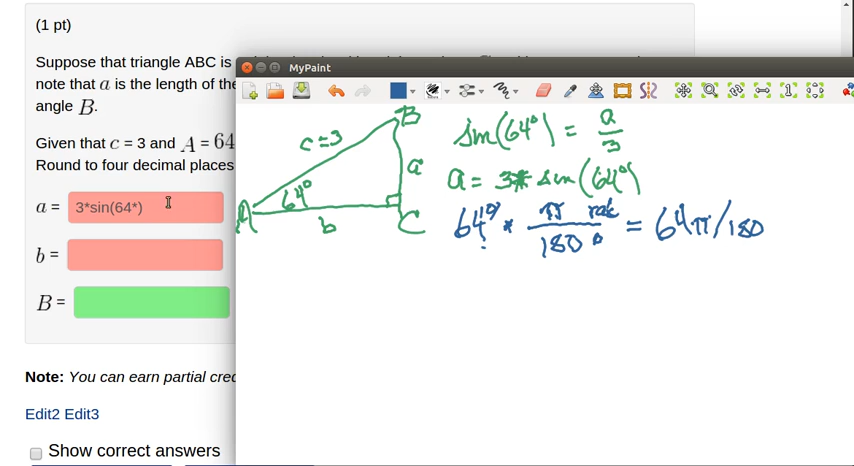 (1 pt)
Suppose that triangle ABC is
note that a is the length of the
angle B.
Given that c = 3 and A = 64
Round to four decimal places
a = 3*sin(64*)
b =
B =
Note: You can earn partial cred
Edit2 Edit3
Show correct answers
MyPaint
B
c=3
a
64°
A
b
C
sin(64°) = a/3
a = 3* sin(64°)
64° * π rad / 180° = 64π/180